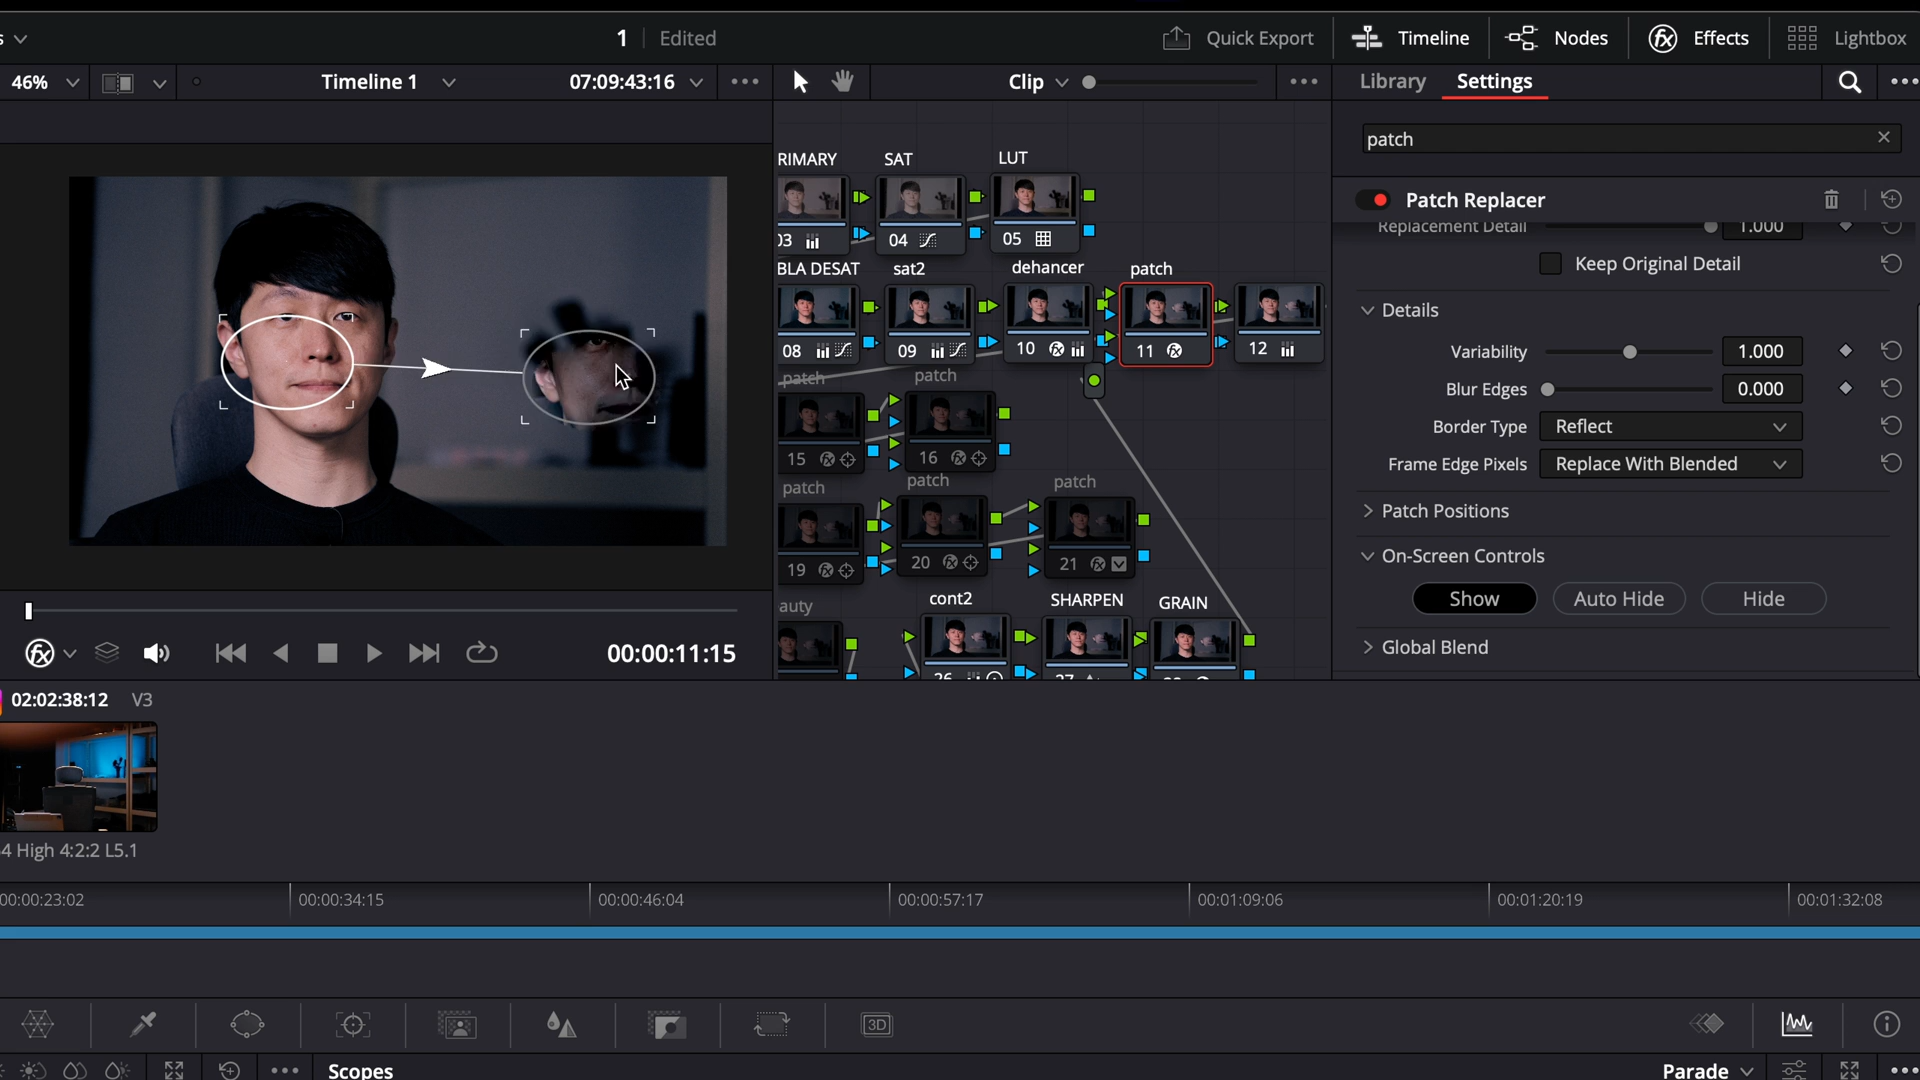 s
1
Edited
Quick Export
Timeline
Nodes
Effects
Lightbox
46%
Timeline 1
07:09:43:16
Clip
Library
Settings
patch
RIMARY
SAT
LUT
Patch Replacer
03
04
05
Replacement Detail
1.000
Keep Original Detail
BLA DESAT
sat2
dehancer
patch
08
09
10
11
12
Details
Variability
1.000
Blur Edges
0.000
Border Type
Reflect
Frame Edge Pixels
Replace With Blended
patch
patch
15
16
patch
patch
patch
19
20
21
Patch Positions
On-Screen Controls
Show
Auto Hide
Hide
Global Blend
auty
cont2
SHARPEN
GRAIN
26
27
00:00:11:15
02:02:38:12
V3
4 High 4:2:2 L5.1
00:00:23:02
00:00:34:15
00:00:46:04
00:00:57:17
00:01:09:06
00:01:20:19
00:01:32:08
3D
Scopes
Parade